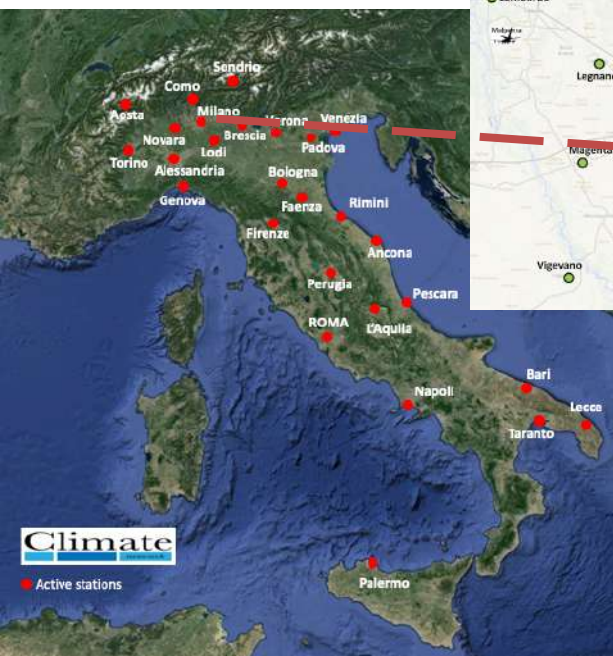 Sondrio
Como
Aosta
Milano
Verona
Venezia
Novara
Brescia
Lodi
Padova
Torino
Alessandria
Bologna
Genova
Faenza
Rimini
Firenze
Ancona
Perugia
Pescara
ROMA
L'Aquila
Napoli
Bari
Lecce
Taranto
Palermo
Climate
Active stations
Legnano
Magenta
Vigevano